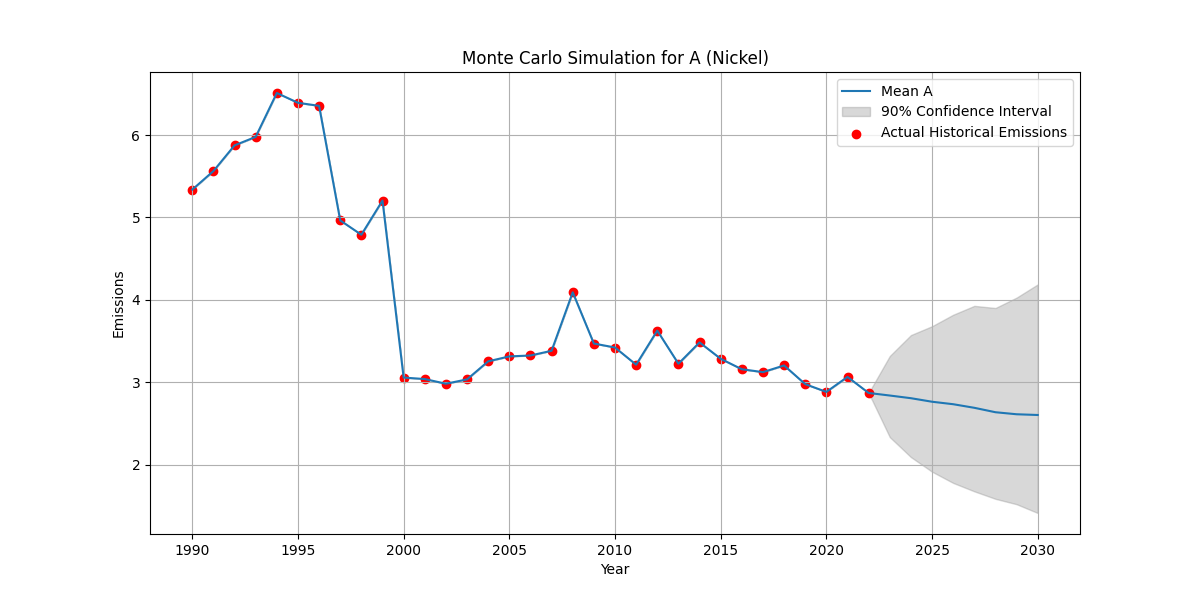 Monte Carlo Simulation for A (Nickel)
Mean A
90% Confidence Interval
Actual Historical Emissions
6
5
4
3
2
Emissions
1990 1995 2000 2005 2010 2015 2020 2025 2030
Year